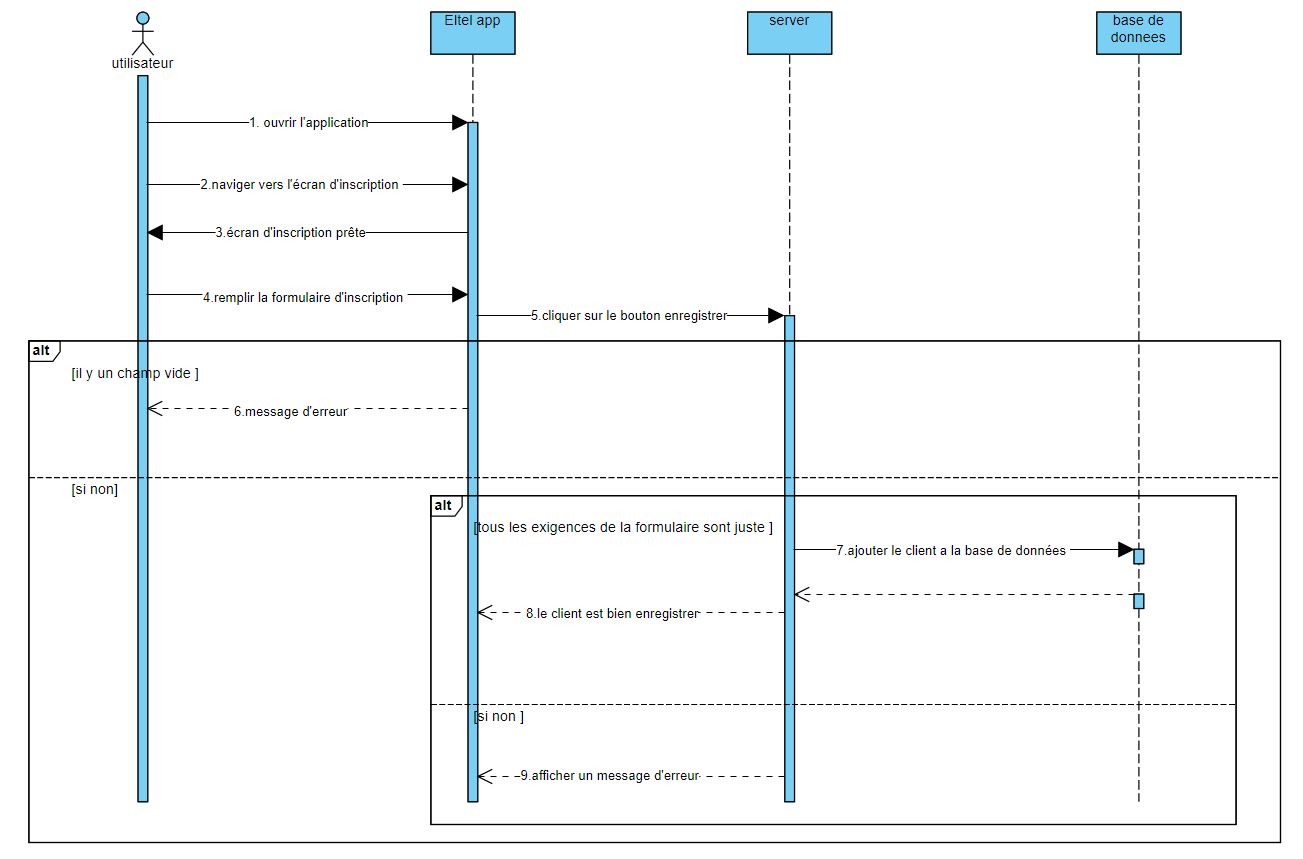 Eltel app
server
base de
donnees
utilisateur
1. ouvrir l'application
2.naviger vers l'écran d'inscription
3.écran d'inscription prête
4.remplir la formulaire d'inscription
5.cliquer sur le bouton enregistrer
alt
[il y un champ vide ]
6.message d'erreur
[si non]
alt
[tous les exigences de la formulaire sont juste ]
7.ajouter le client a la base de données
8.le client est bien enregistrer
[si non ]
9.afficher un message d'erreur